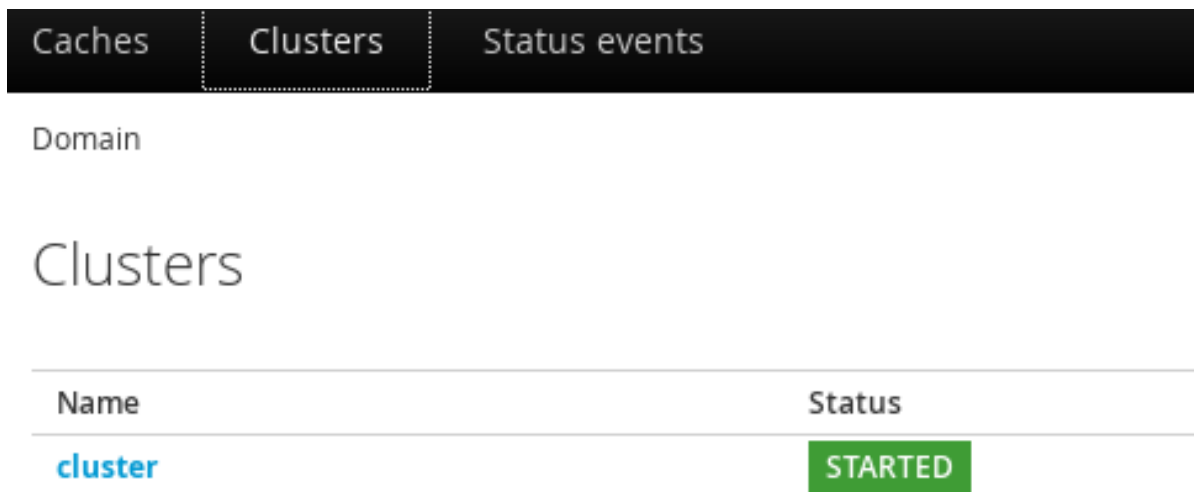 Caches Clusters Status events
Domain
Clusters
Name Status
cluster STARTED